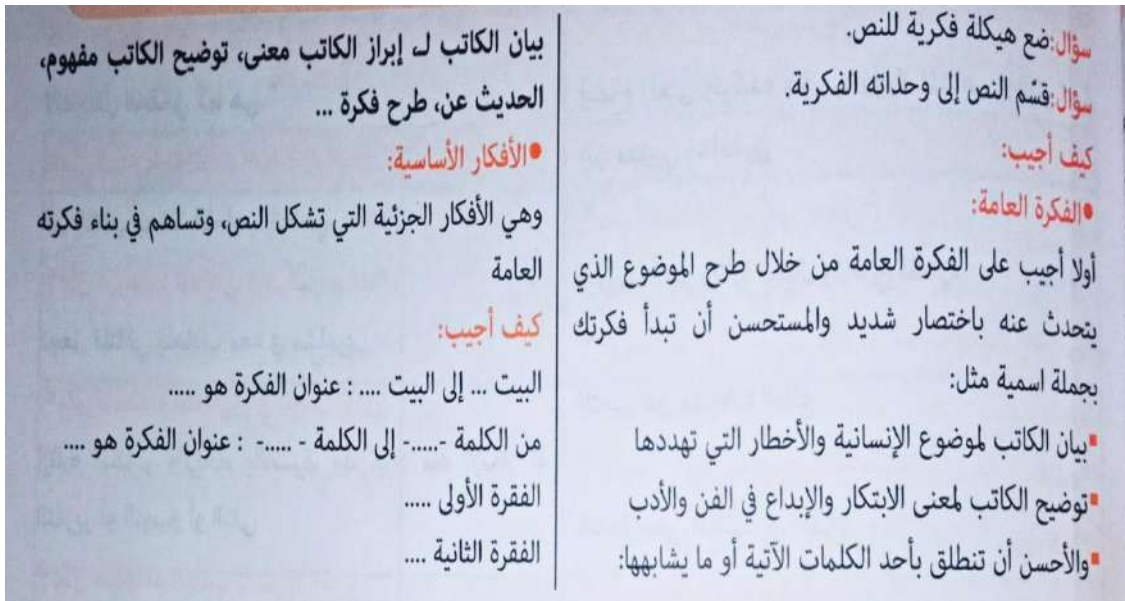 سؤال:ضع هيكلة فكرية للنص.
سؤال:قسّم النص إلى وحداته الفكرية.
كيف أجيب:
•الفكرة العامة:
أولا أجيب على الفكرة العامة من خلال طرح الموضوع الذي
يتحدث عنه باختصار شديد والمستحسن أن تبدأ فكرتك
بجملة اسمية مثل:
▪بيان الكاتب لموضوع الإنسانية والأخطار التي تهددها
▪توضيح الكاتب لمعنى الابتكار والإبداع في الفن والأدب
▪والأحسن أن تنطلق بأحد الكلمات الآتية أو ما يشابهها:
بيان الكاتب لـ، إبراز الكاتب معنى، توضيح الكاتب مفهوم،
الحديث عن، طرح فكرة ...
•الأفكار الأساسية:
وهي الأفكار الجزئية التي تشكل النص، وتساهم في بناء فكرته
العامة
كيف أجيب:
البيت ... إلى البيت .... : عنوان الفكرة هو .....
من الكلمة -.....- إلى الكلمة - .....- : عنوان الفكرة هو ....
الفقرة الأولى .....
الفقرة الثانية ....